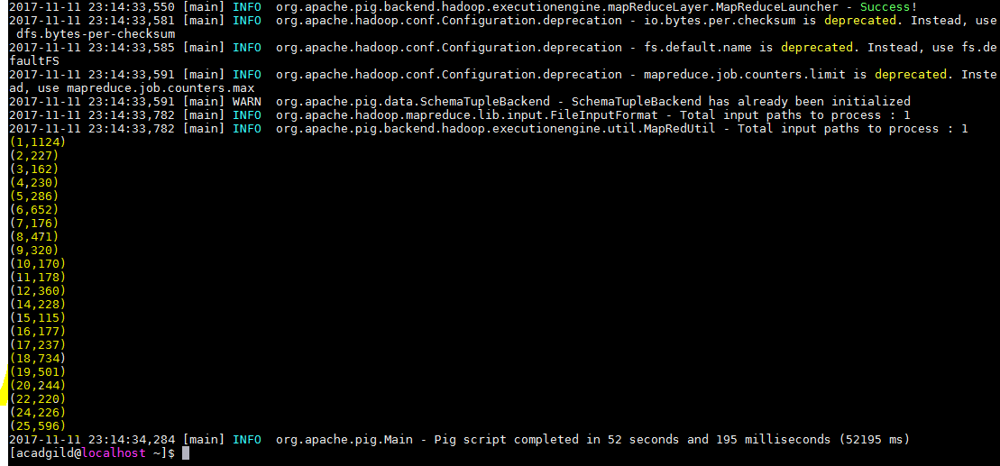 2017-11-11 23:14:33,550 [main] INFO  org.apache.pig.backend.hadoop.executionengine.mapReduceLayer.MapReduceLauncher - Success!
2017-11-11 23:14:33,581 [main] INFO  org.apache.hadoop.conf.Configuration.deprecation - io.bytes.per.checksum is deprecated. Instead, use
 dfs.bytes-per-checksum
2017-11-11 23:14:33,585 [main] INFO  org.apache.hadoop.conf.Configuration.deprecation - fs.default.name is deprecated. Instead, use fs.de
faultFS
2017-11-11 23:14:33,591 [main] INFO  org.apache.hadoop.conf.Configuration.deprecation - mapreduce.job.counters.limit is deprecated. Inste
ad, use mapreduce.job.counters.max
2017-11-11 23:14:33,591 [main] WARN  org.apache.pig.data.SchemaTupleBackend - SchemaTupleBackend has already been initialized
2017-11-11 23:14:33,782 [main] INFO  org.apache.hadoop.mapreduce.lib.input.FileInputFormat - Total input paths to process : 1
2017-11-11 23:14:33,782 [main] INFO  org.apache.pig.backend.hadoop.executionengine.util.MapRedUtil - Total input paths to process : 1
(1,1124)
(2,227)
(3,162)
(4,230)
(5,286)
(6,652)
(7,176)
(8,471)
(9,320)
(10,170)
(11,178)
(12,360)
(14,228)
(15,115)
(16,177)
(17,237)
(18,734)
(19,501)
(20,244)
(22,220)
(24,226)
(25,596)
2017-11-11 23:14:34,284 [main] INFO  org.apache.pig.Main - Pig script completed in 52 seconds and 195 milliseconds (52195 ms)
[acadgild@localhost ~]$